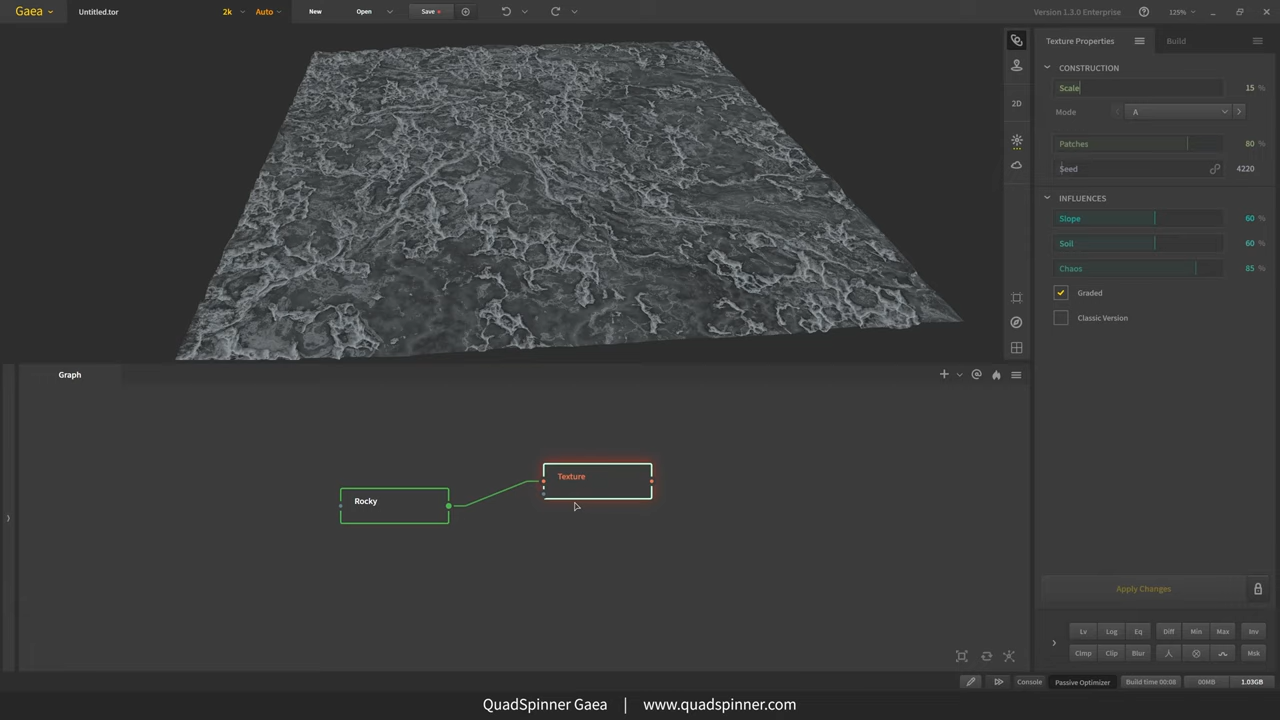 Gaea Untitled.tor 2k Auto New Open Save Version 1.3.0 Enterprise 125%
Texture Properties Build
CONSTRUCTION
Scale 15 %
2D
Mode A
Patches 80 %
Seed 4220
INFLUENCES
Slope 60 %
Soil 60 %
Chaos 85 %
Graded
Classic Version
Graph
Texture
Rocky
Apply Changes
Lv Log Eq Diff Min Max Inv
Clmp Clip Blur Msk
Console Passive Optimizer Build time 00:08 00MB 1.03GB
QuadSpinner Gaea | www.quadspinner.com